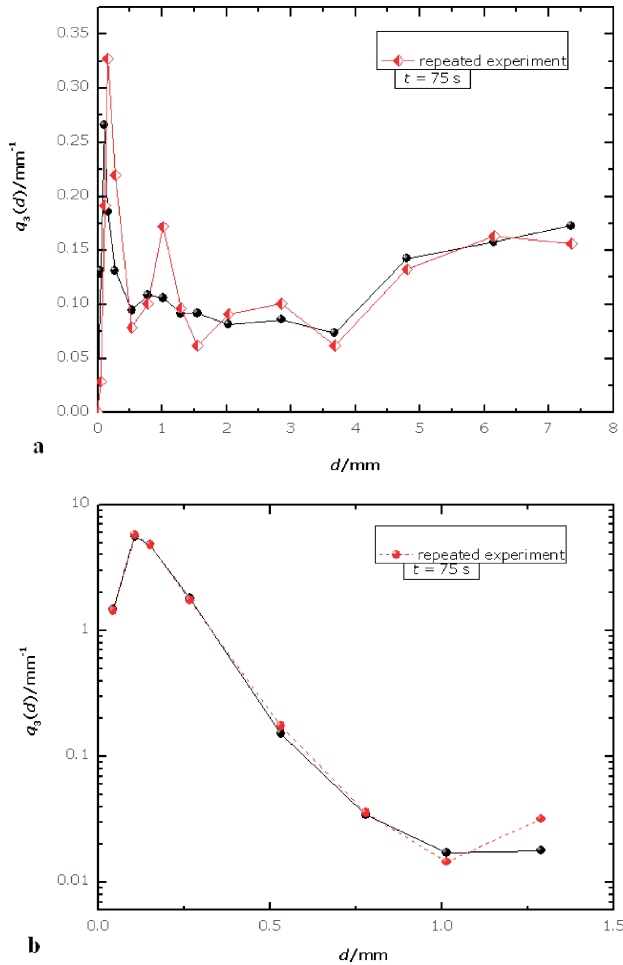 0.35
0.30
0.25
0.20
0.15
0.10
0.05
0.00
q₃(d)/mm⁻¹
repeated experiment
t = 75 s
0 1 2 3 4 5 6 7 8
a
d/mm
10
1
0.1
0.01
q₃(d)/mm⁻¹
repeated experiment
t = 75 s
0.0 0.5 1.0 1.5
b
d/mm